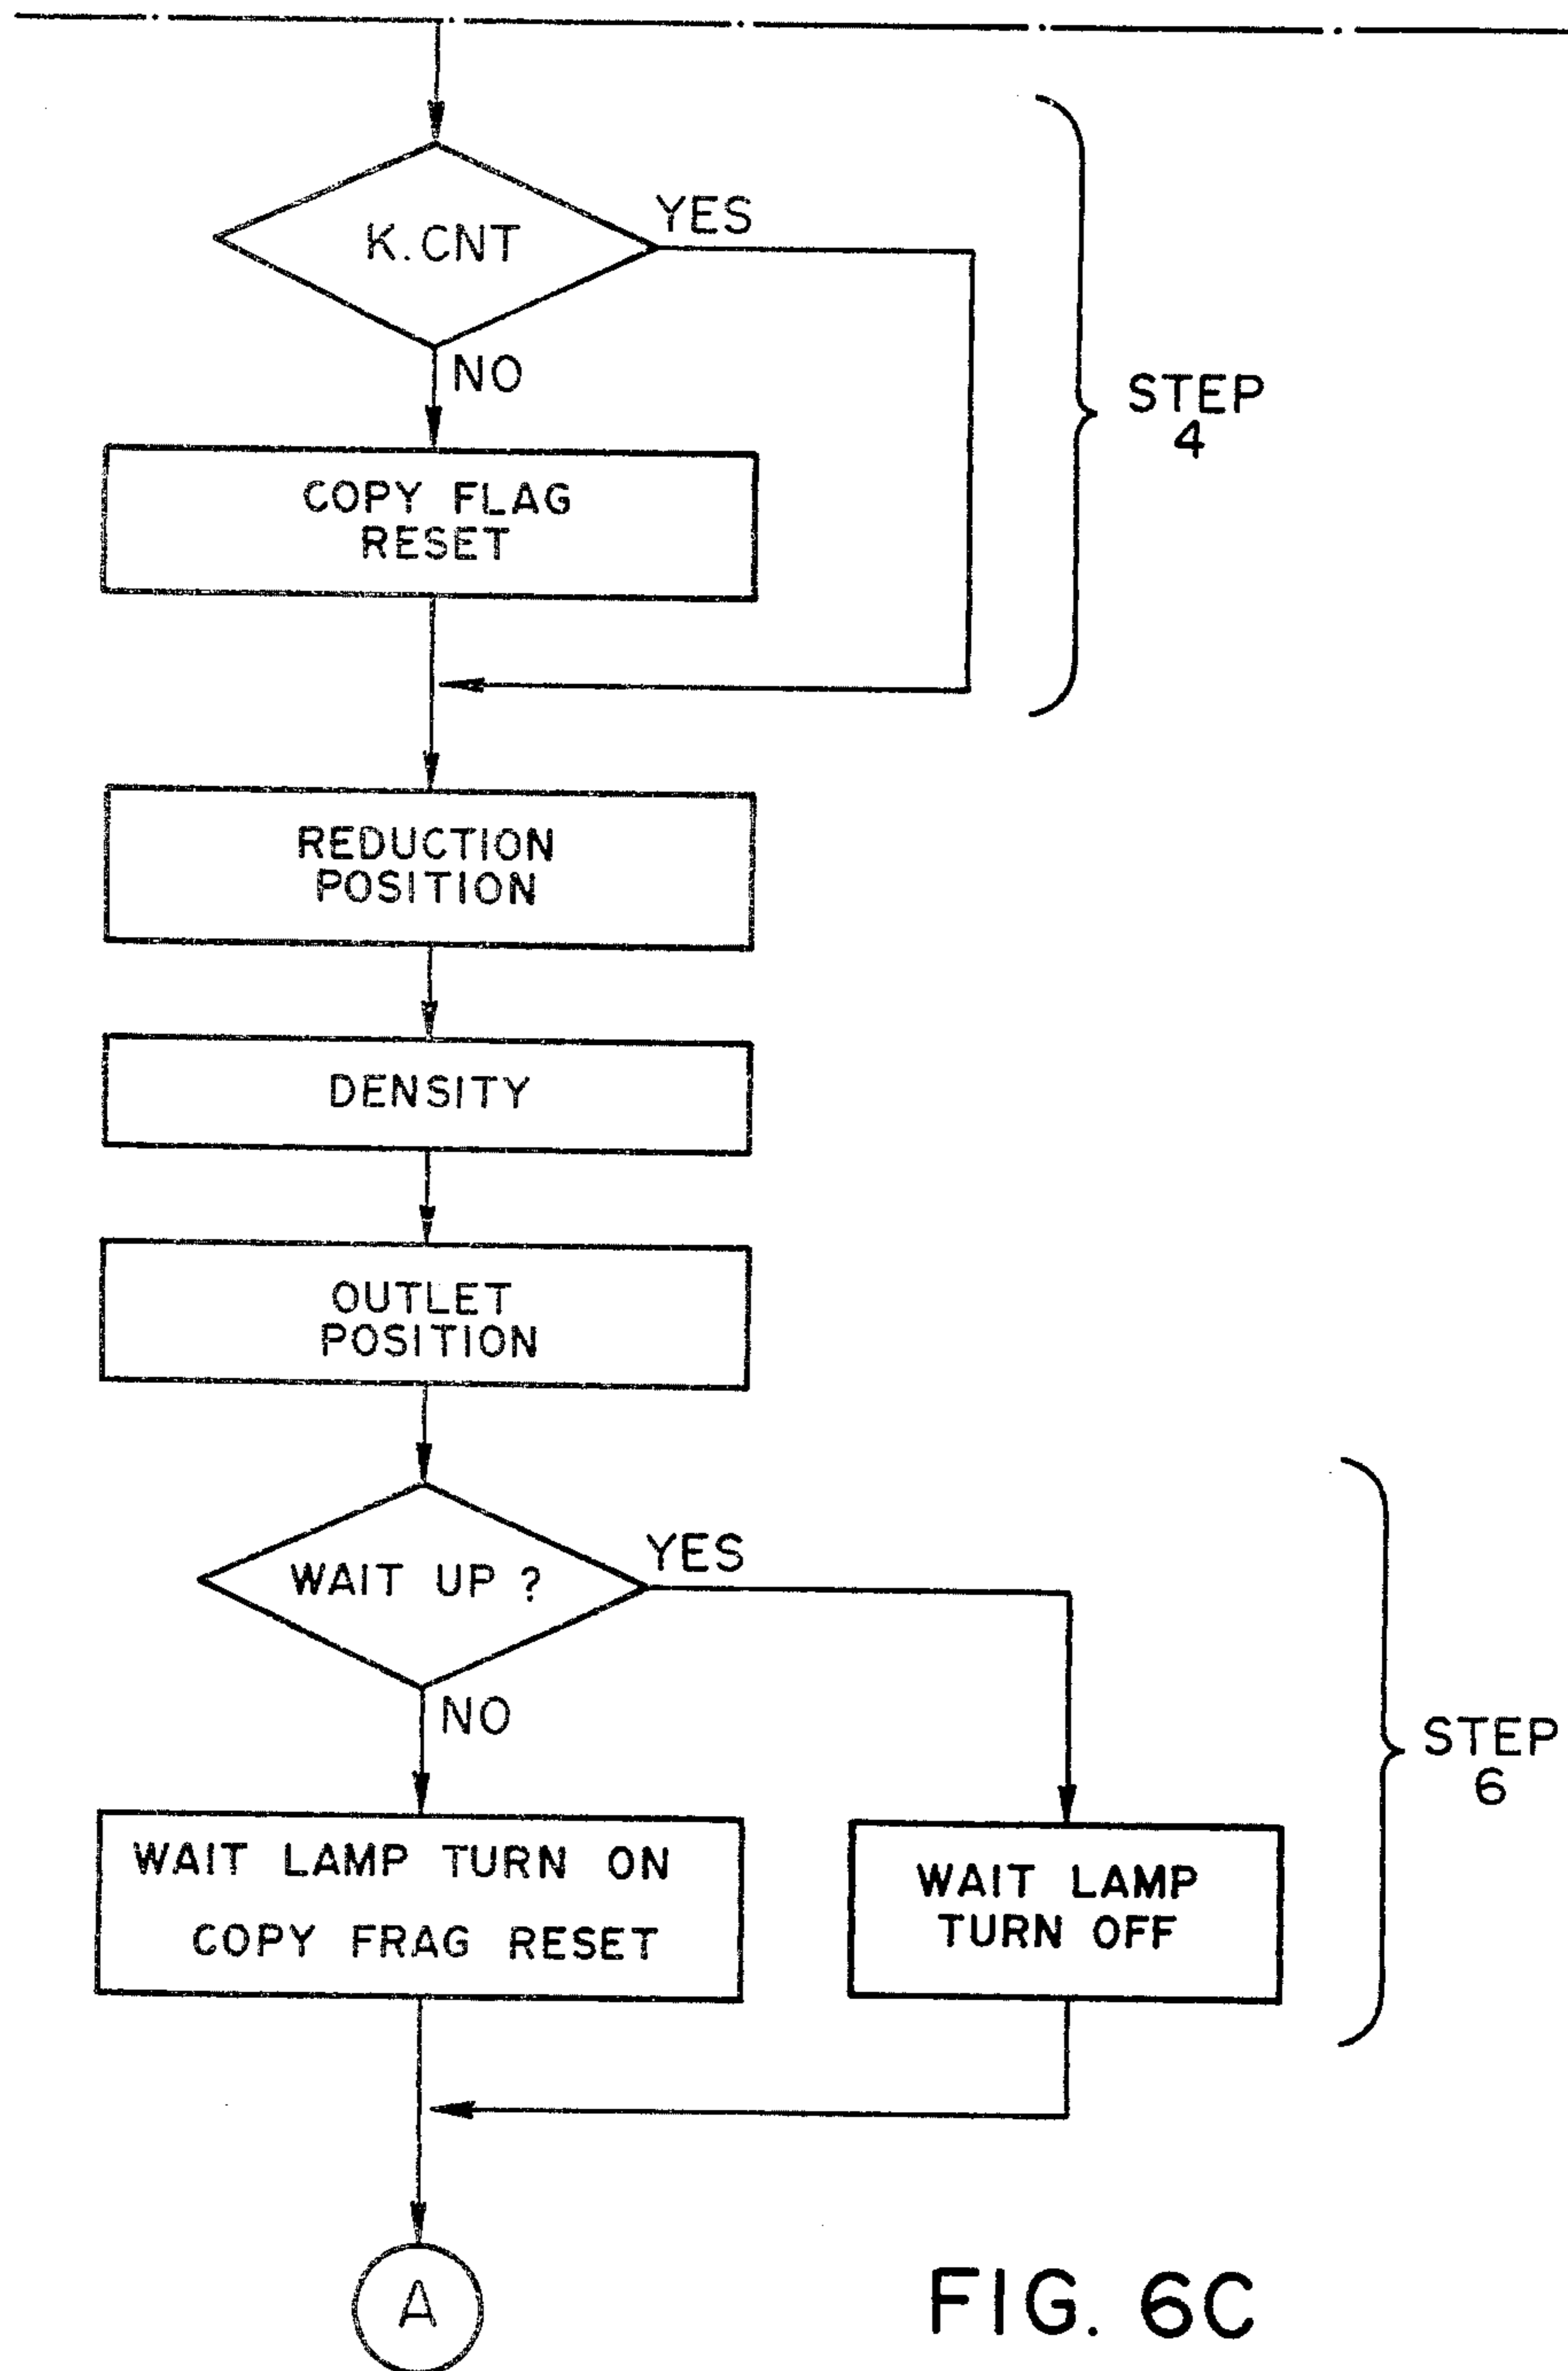 K.CNT
YES
NO
STEP
4
COPY FLAG
RESET
REDUCTION
POSITION
DENSITY
OUTLET
POSITION
WAIT UP ?
YES
NO
STEP
6
WAIT LAMP TURN ON
COPY FRAG RESET
WAIT LAMP
TURN OFF
A
FIG. 6C